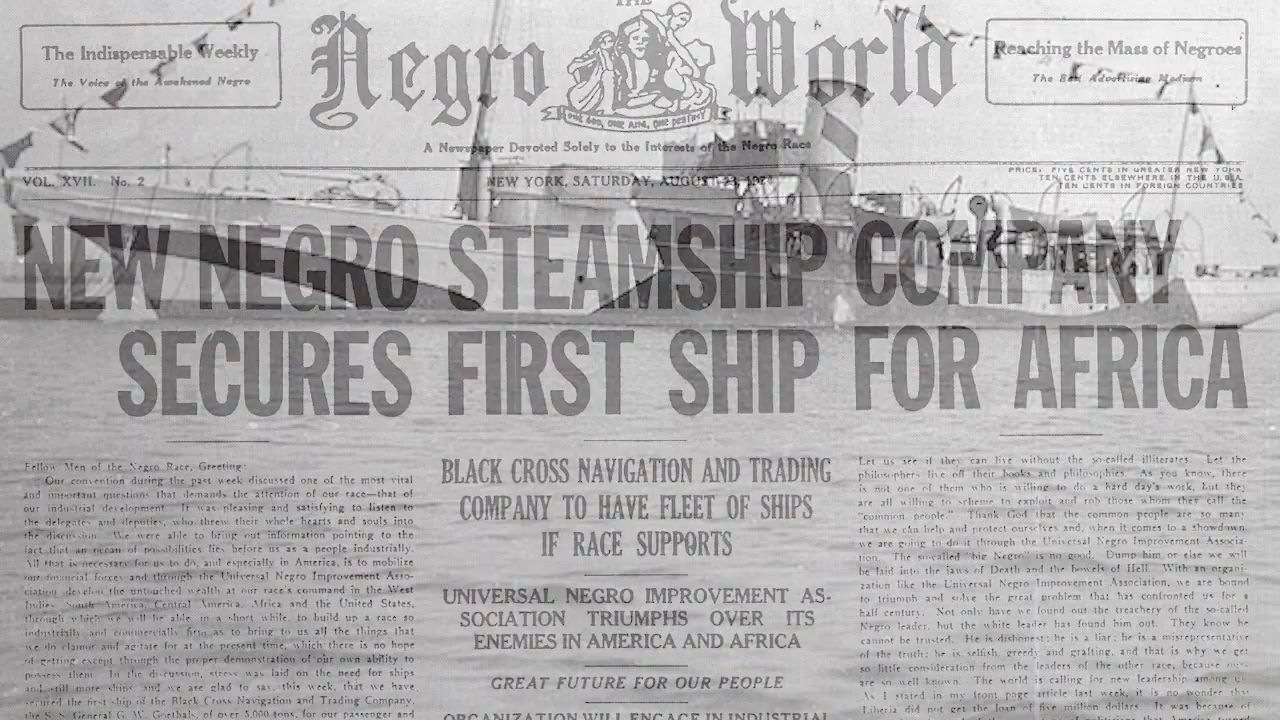 The Indispensable Weekly
The Voice of the Awakened Negro
THE
Negro World
ONE GOD, ONE AIM, ONE DESTINY
Reaching the Mass of Negroes
The Best Advertising Medium
A Newspaper Devoted Solely to the Interests of the Negro Race
VOL. XVII. No. 2
NEW YORK, SATURDAY, AUGUST
PRICE: FIVE CENTS IN GREATER NEW YORK
TEN CENTS ELSEWHERE IN THE U. S. A.
TEN CENTS IN FOREIGN COUNTRIES
NEW NEGRO STEAMSHIP COMPANY
SECURES FIRST SHIP FOR AFRICA
Fellow Men of the Negro Race, Greeting:
Our convention during the past week discussed one of the most vital
and important questions that demands the attention of our race—that of
our industrial development. It was pleasing and satisfying to listen to
the delegates and deputies, who threw their whole hearts and souls into
the discussion. We were able to bring out information pointing to the
fact that an ocean of possibilities lies before us as a people industrially.
All that is necessary for us to do, and especially in America, is to mobilize
our financial forces and through the Universal Negro Improvement Asso-
ciation develop the untouched wealth at our race's command in the West
Indies, South America, Central America, Africa and the United States,
through which we will be able, in a short while, to build up a race so
industrially and commercially firm as to bring to us all the things that
we do clamor and agitate for at the present time, which there is no hope
of getting except through the proper demonstration of our own ability to
possess them. In the discussion, stress was laid on the need for ships
and still more ships, and we are glad to say, this week, that we have
secured the first ship of the Black Cross Navigation and Trading Company,
the S. S. General G. W. Goethals, of over 5,000 tons, for our passenger and
BLACK CROSS NAVIGATION AND TRADING
COMPANY TO HAVE FLEET OF SHIPS
IF RACE SUPPORTS
UNIVERSAL NEGRO IMPROVEMENT AS-
SOCIATION TRIUMPHS OVER ITS
ENEMIES IN AMERICA AND AFRICA
GREAT FUTURE FOR OUR PEOPLE
ORGANIZATION WILL ENGAGE IN INDUSTRIAL
Let us see if they can live without the so-called illiterates. Let the
philosophers live off their books and philosophies. As you know, there
is not one of them who is willing to do a hard day's work, but they
are all willing to scheme to exploit and rob those whom they call the
"common people." Thank God that the common people are so many
that we can help and protect ourselves and, when it comes to a showdown,
we are going to do it through the Universal Negro Improvement Associa-
tion. The so-called "big Negro" is no good. Dump him or else we will
be laid into the jaws of Death and the bowels of Hell. With an organi-
zation like the Universal Negro Improvement Association, we are bound
to triumph and solve the great problem that has confronted us for a
half century. Not only have we found out the treachery of the so-called
Negro leader, but the white leader has found him out. They know he
cannot be trusted. He is dishonest; he is a liar; he is a misrepresentative
of the truth; he is selfish, greedy and grafting, and that is why we get
so little consideration from the leaders of the other race, because
are so well known. The world is calling for new leadership among
As I stated in my front page article last week, it is no wonder that
Liberia did not get the loan of five million dollars. It was because of